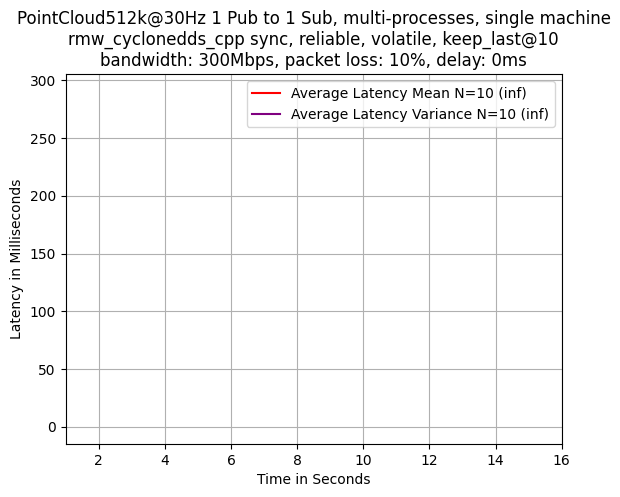 PointCloud512k@30Hz 1 Pub to 1 Sub, multi-processes, single machine
rmw_cyclonedds_cpp sync, reliable, volatile, keep_last@10
bandwidth: 300Mbps, packet loss: 10%, delay: 0ms
Average Latency Mean N=10 (inf)
Average Latency Variance N=10 (inf)
Latency in Milliseconds
300
250
200
150
100
50
0
2 4 6 8 10 12 14 16
Time in Seconds